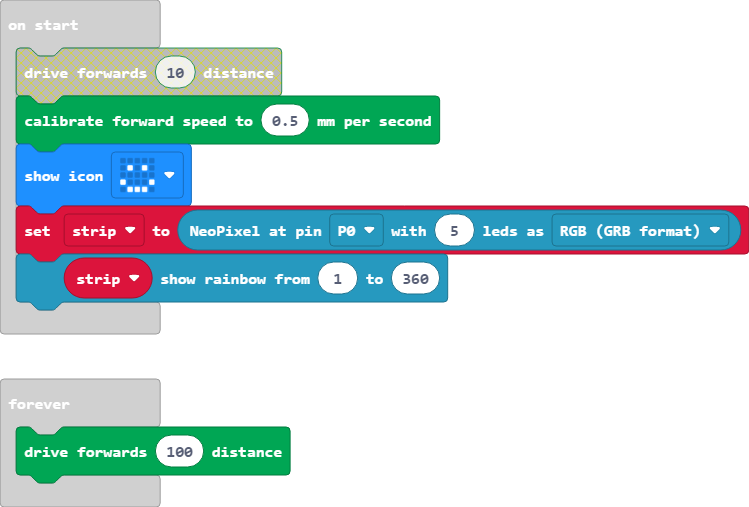 on start
drive forwards 10 distance
calibrate forward speed to 0.5 mm per second
show icon
set strip to NeoPixel at pin P0 with 5 leds as RGB (GRB format)
strip show rainbow from 1 to 360
forever
drive forwards 100 distance